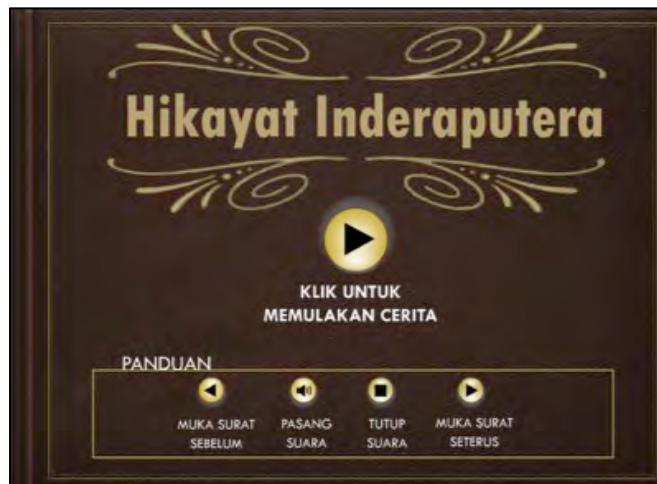 Hikayat Inderaputera
KLIK UNTUK
MEMULAKAN CERITA
PANDUAN
MUKA SURAT
SEBELUM
PASANG
SUARA
TUTUP
SUARA
MUKA SURAT
SETERUS